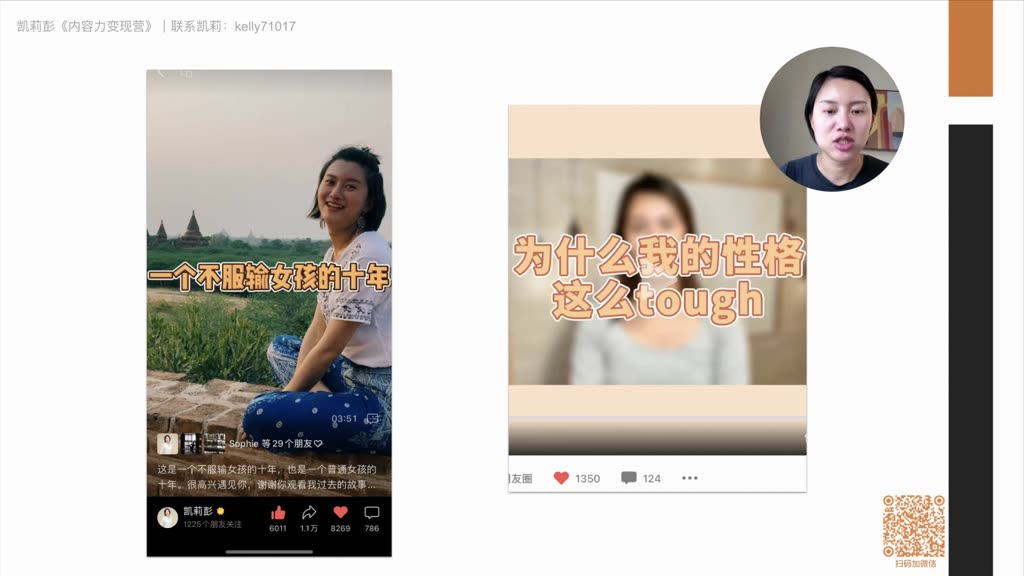 凯莉彭《内容力变现营》｜联系凯莉：kelly71017
一个不服输女孩的十年
03:51
Sophie 等29个朋友♡
这是一个不服输女孩的十年，也是一个普通女孩的
十年。很高兴遇见你，谢谢你观看我过去的故事...
凯莉彭
1225个朋友关注
6011 1.1万 8269 786
为什么我的性格
这么tough
友圈 1350 124
扫码加微信